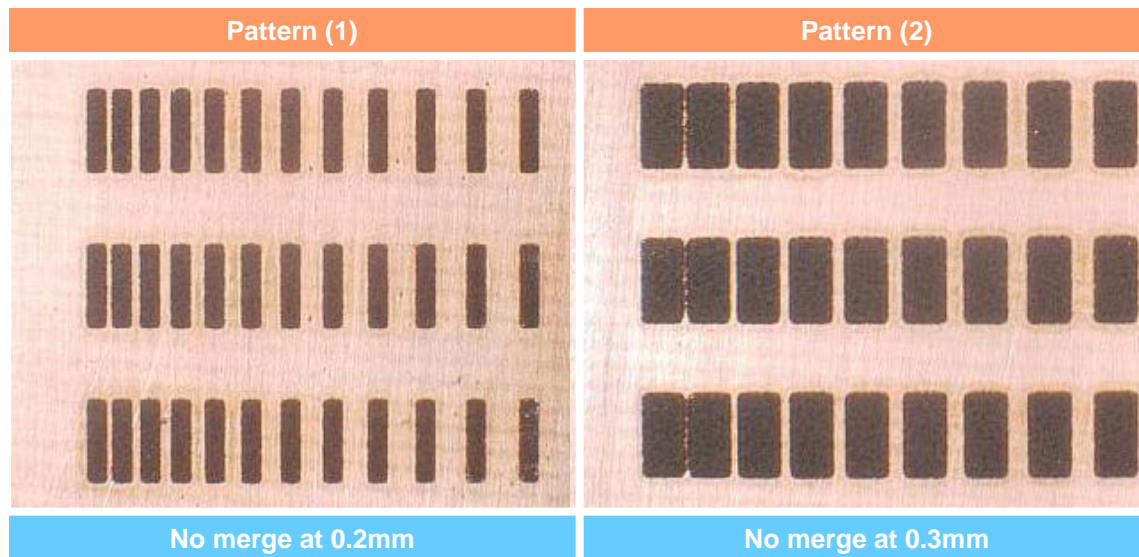 Pattern (1)
Pattern (2)
No merge at 0.2mm
No merge at 0.3mm